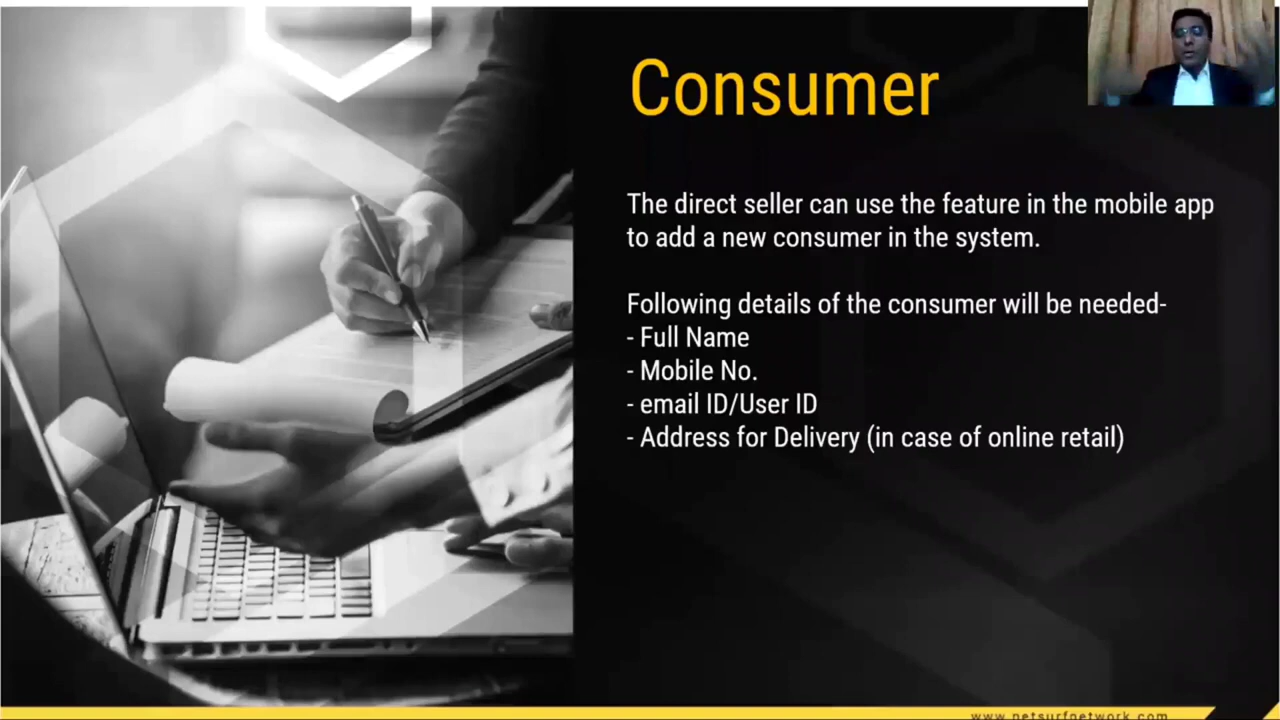 Consumer
The direct seller can use the feature in the mobile app
to add a new consumer in the system.
Following details of the consumer will be needed-
- Full Name
- Mobile No.
- email ID/User ID
- Address for Delivery (in case of online retail)
www.netsurfnetwork.com